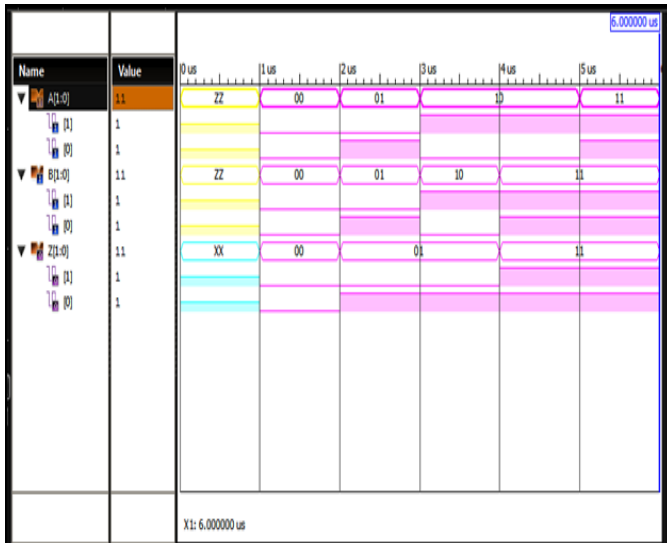 6.000000 us
Name Value 0 us 1 us 2 us 3 us 4 us 5 us
A[1:0] 11 ZZ 00 01 10 11
[1] 1
[0] 1
B[1:0] 11 ZZ 00 01 10 11
[1] 1
[0] 1
Z[1:0] 11 XX 00 01 11
[1] 1
[0] 1
X1: 6.000000 us